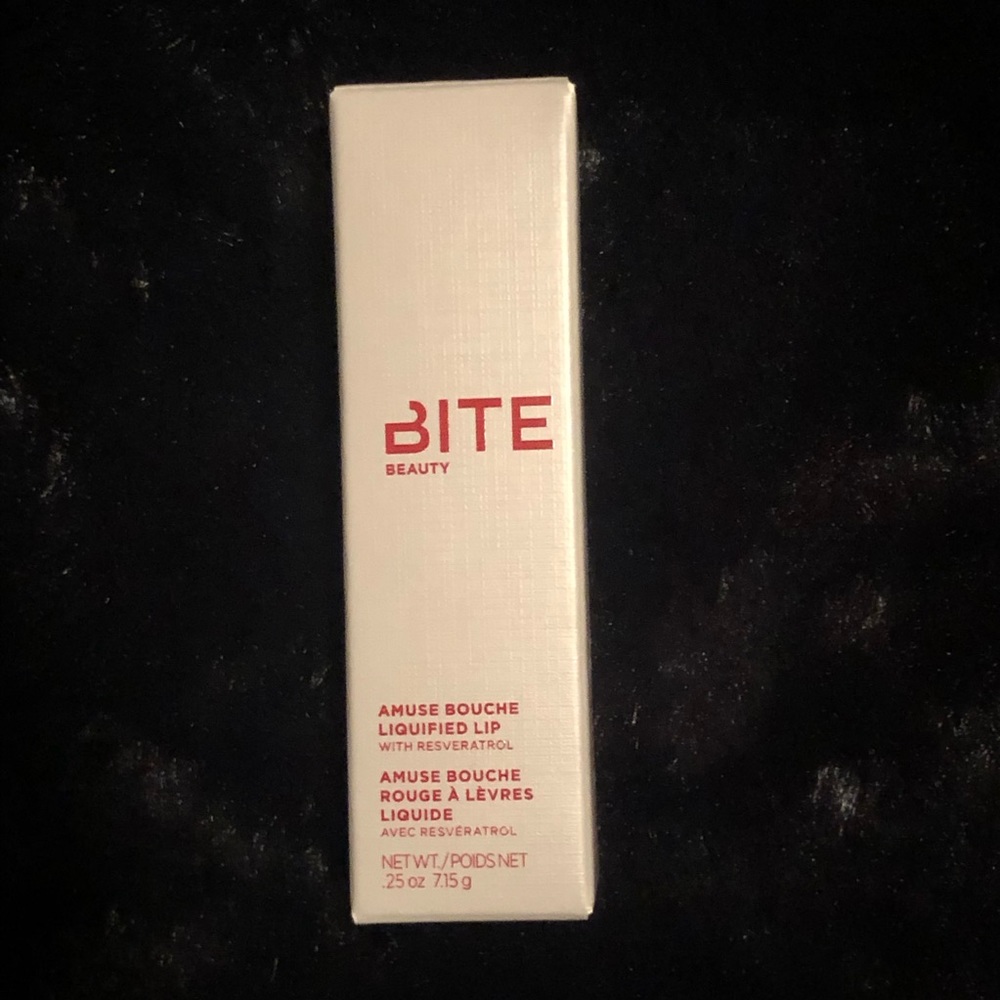 BITE
BEAUTY
AMUSE BOUCHE
LIQUIFIED LIP
WITH RESVERATROL
AMUSE BOUCHE
ROUGE À LÈVRES
LIQUIDE
AVEC RESVÉRATROL
NET WT./POIDS NET
.25 oz 7.15 g